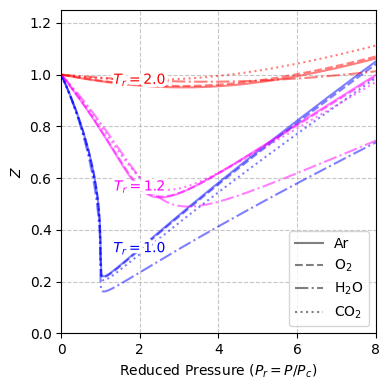 1.2
1.0
0.8
0.6
0.4
0.2
0.0
Z
T_r = 2.0
T_r = 1.2
T_r = 1.0
Ar
O₂
H₂O
CO₂
0 2 4 6 8
Reduced Pressure (P_r = P/P_c)